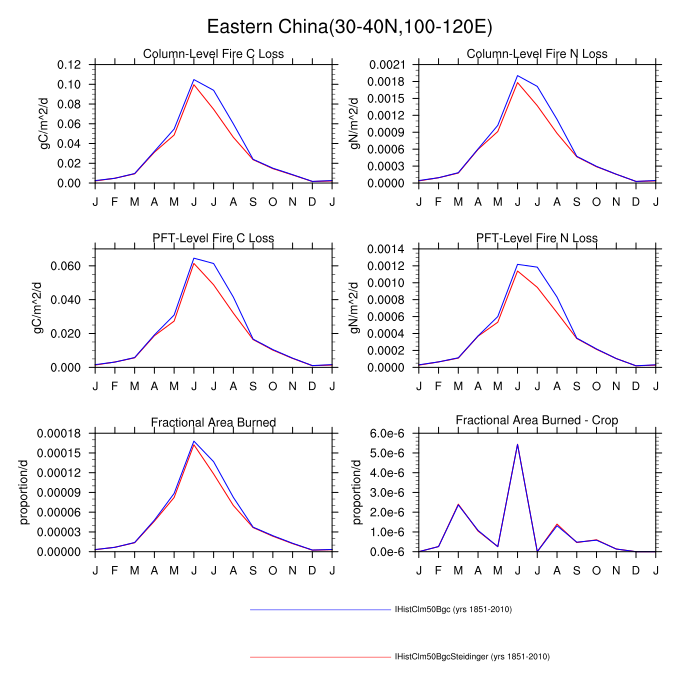 Eastern China(30-40N,100-120E)
Column-Level Fire C Loss
gC/m^2/d
0.12
0.10
0.08
0.06
0.04
0.02
0.00
J F M A M J J A S O N D J
Column-Level Fire N Loss
gN/m^2/d
0.0021
0.0018
0.0015
0.0012
0.0009
0.0006
0.0003
0.0000
J F M A M J J A S O N D J
PFT-Level Fire C Loss
gC/m^2/d
0.060
0.040
0.020
0.000
J F M A M J J A S O N D J
PFT-Level Fire N Loss
gN/m^2/d
0.0014
0.0012
0.0010
0.0008
0.0006
0.0004
0.0002
0.0000
J F M A M J J A S O N D J
Fractional Area Burned
proportion/d
0.00018
0.00015
0.00012
0.00009
0.00006
0.00003
0.00000
J F M A M J J A S O N D J
Fractional Area Burned - Crop
proportion/d
6.0e-6
5.0e-6
4.0e-6
3.0e-6
2.0e-6
1.0e-6
0.0e-6
J F M A M J J A S O N D J
IHistClm50Bgc (yrs 1851-2010)
IHistClm50BgcSteidinger (yrs 1851-2010)